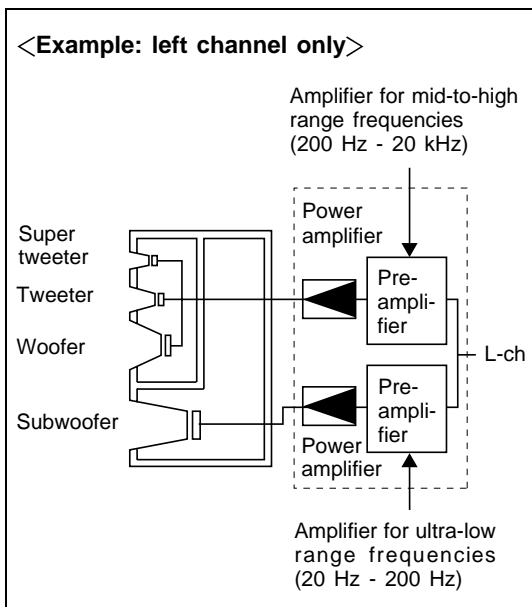 <Example: left channel only>
Amplifier for mid-to-high
range frequencies
(200 Hz - 20 kHz)
Power
amplifier
Super
tweeter
Tweeter
Woofer
Subwoofer
Pre-
ampli-
fier
L-ch
Pre-
ampli-
fier
Power
amplifier
Amplifier for ultra-low
range frequencies
(20 Hz - 200 Hz)